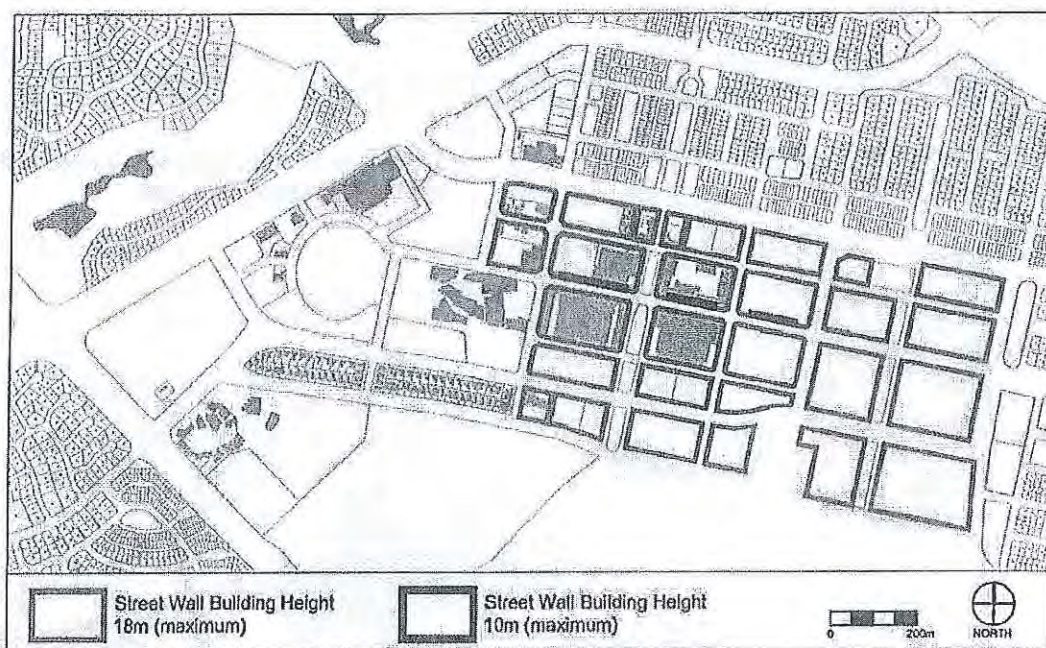 Street Wall Building Height
18m (maximum)
Street Wall Building Height
10m (maximum)
0 200m
NORTH